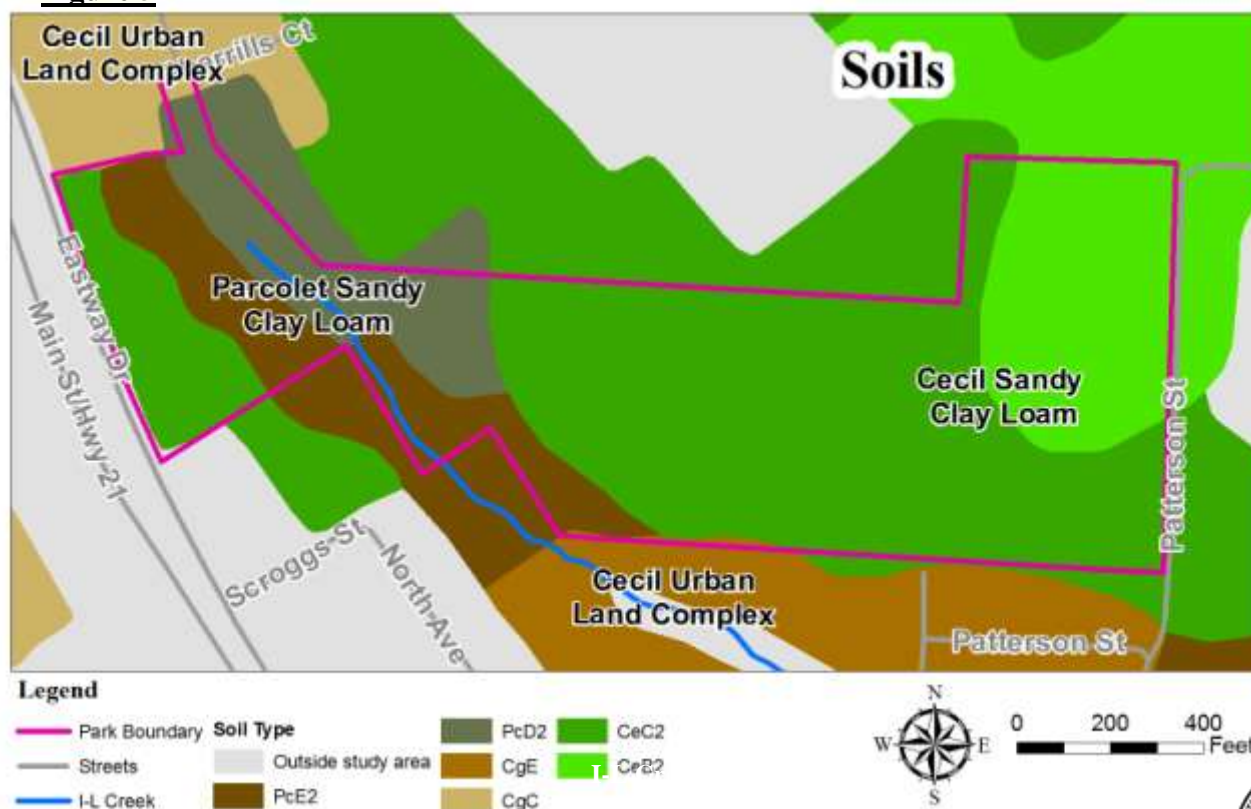 Cecil Urban
Land Complex
Soils
Eastway-Dr
Main-St/Hwy-21
Parcolet Sandy
Clay Loam
Cecil Sandy
Clay Loam
Patterson St
Scroggs-St
North-Ave
Cecil Urban
Land Complex
Patterson St
Legend
Park Boundary
Streets
I-L Creek
Soil Type
Outside study area
PcE2
PcD2
CgE
CgC
CeC2
CeB2
N
W
E
S
0 200 400
Feet